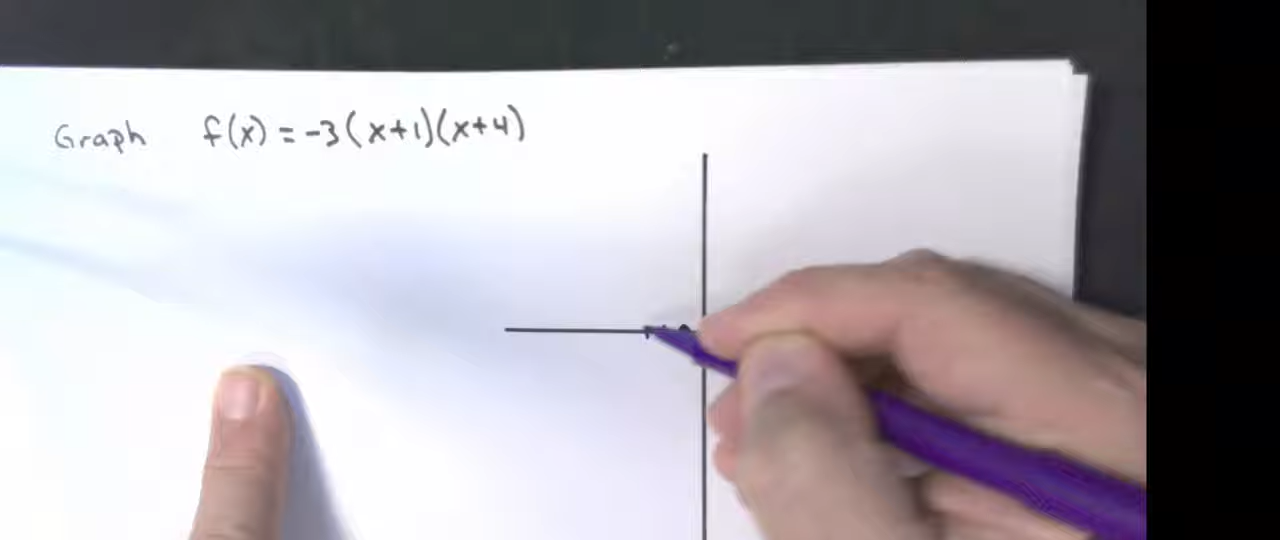 Graph f(x) = -3(x+1)(x+4)